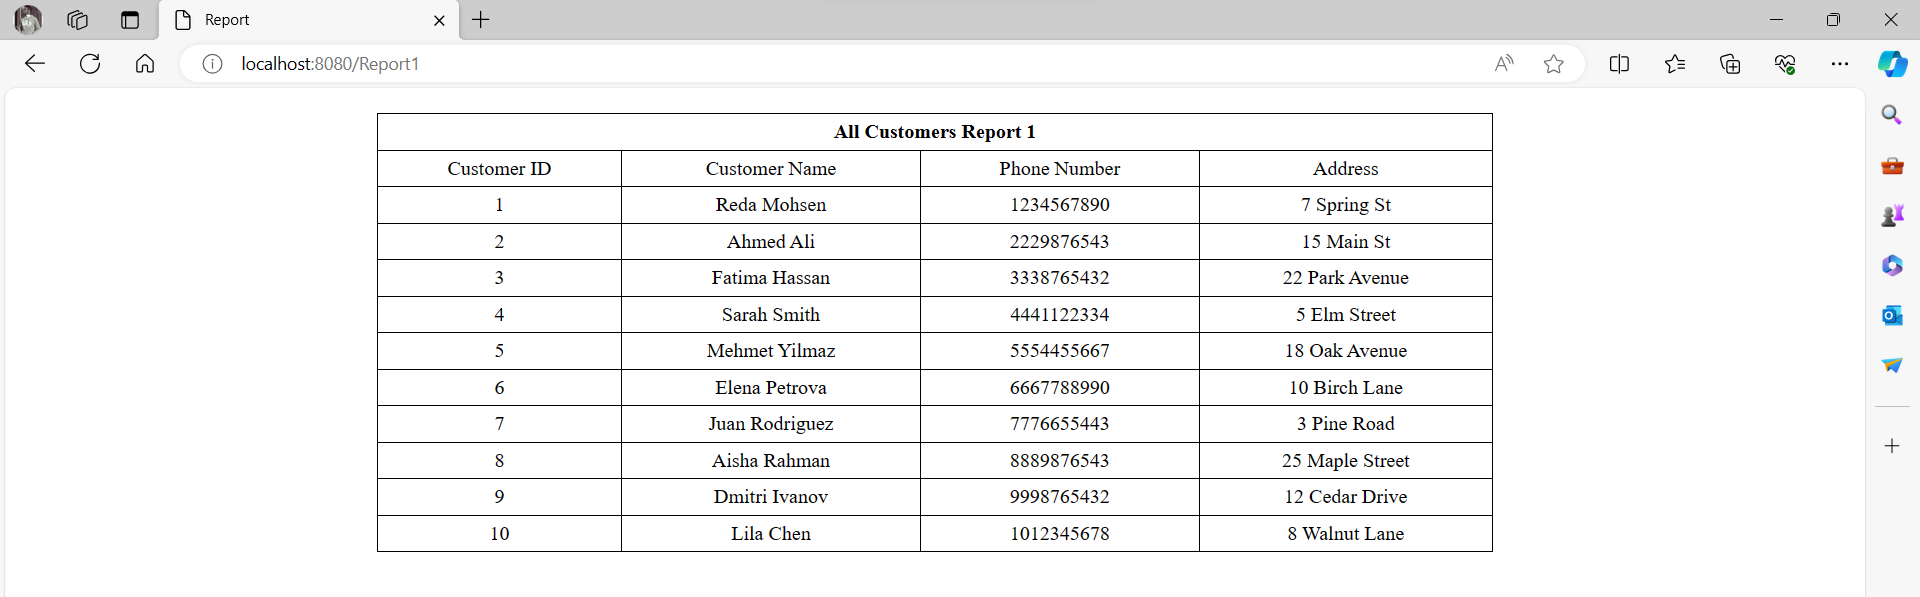 Report
localhost:8080/Report1
All Customers Report 1
Customer ID Customer Name Phone Number Address
1 Reda Mohsen 1234567890 7 Spring St
2 Ahmed Ali 2229876543 15 Main St
3 Fatima Hassan 3338765432 22 Park Avenue
4 Sarah Smith 4441122334 5 Elm Street
5 Mehmet Yilmaz 5554455667 18 Oak Avenue
6 Elena Petrova 6667788990 10 Birch Lane
7 Juan Rodriguez 7776655443 3 Pine Road
8 Aisha Rahman 8889876543 25 Maple Street
9 Dmitri Ivanov 9998765432 12 Cedar Drive
10 Lila Chen 1012345678 8 Walnut Lane